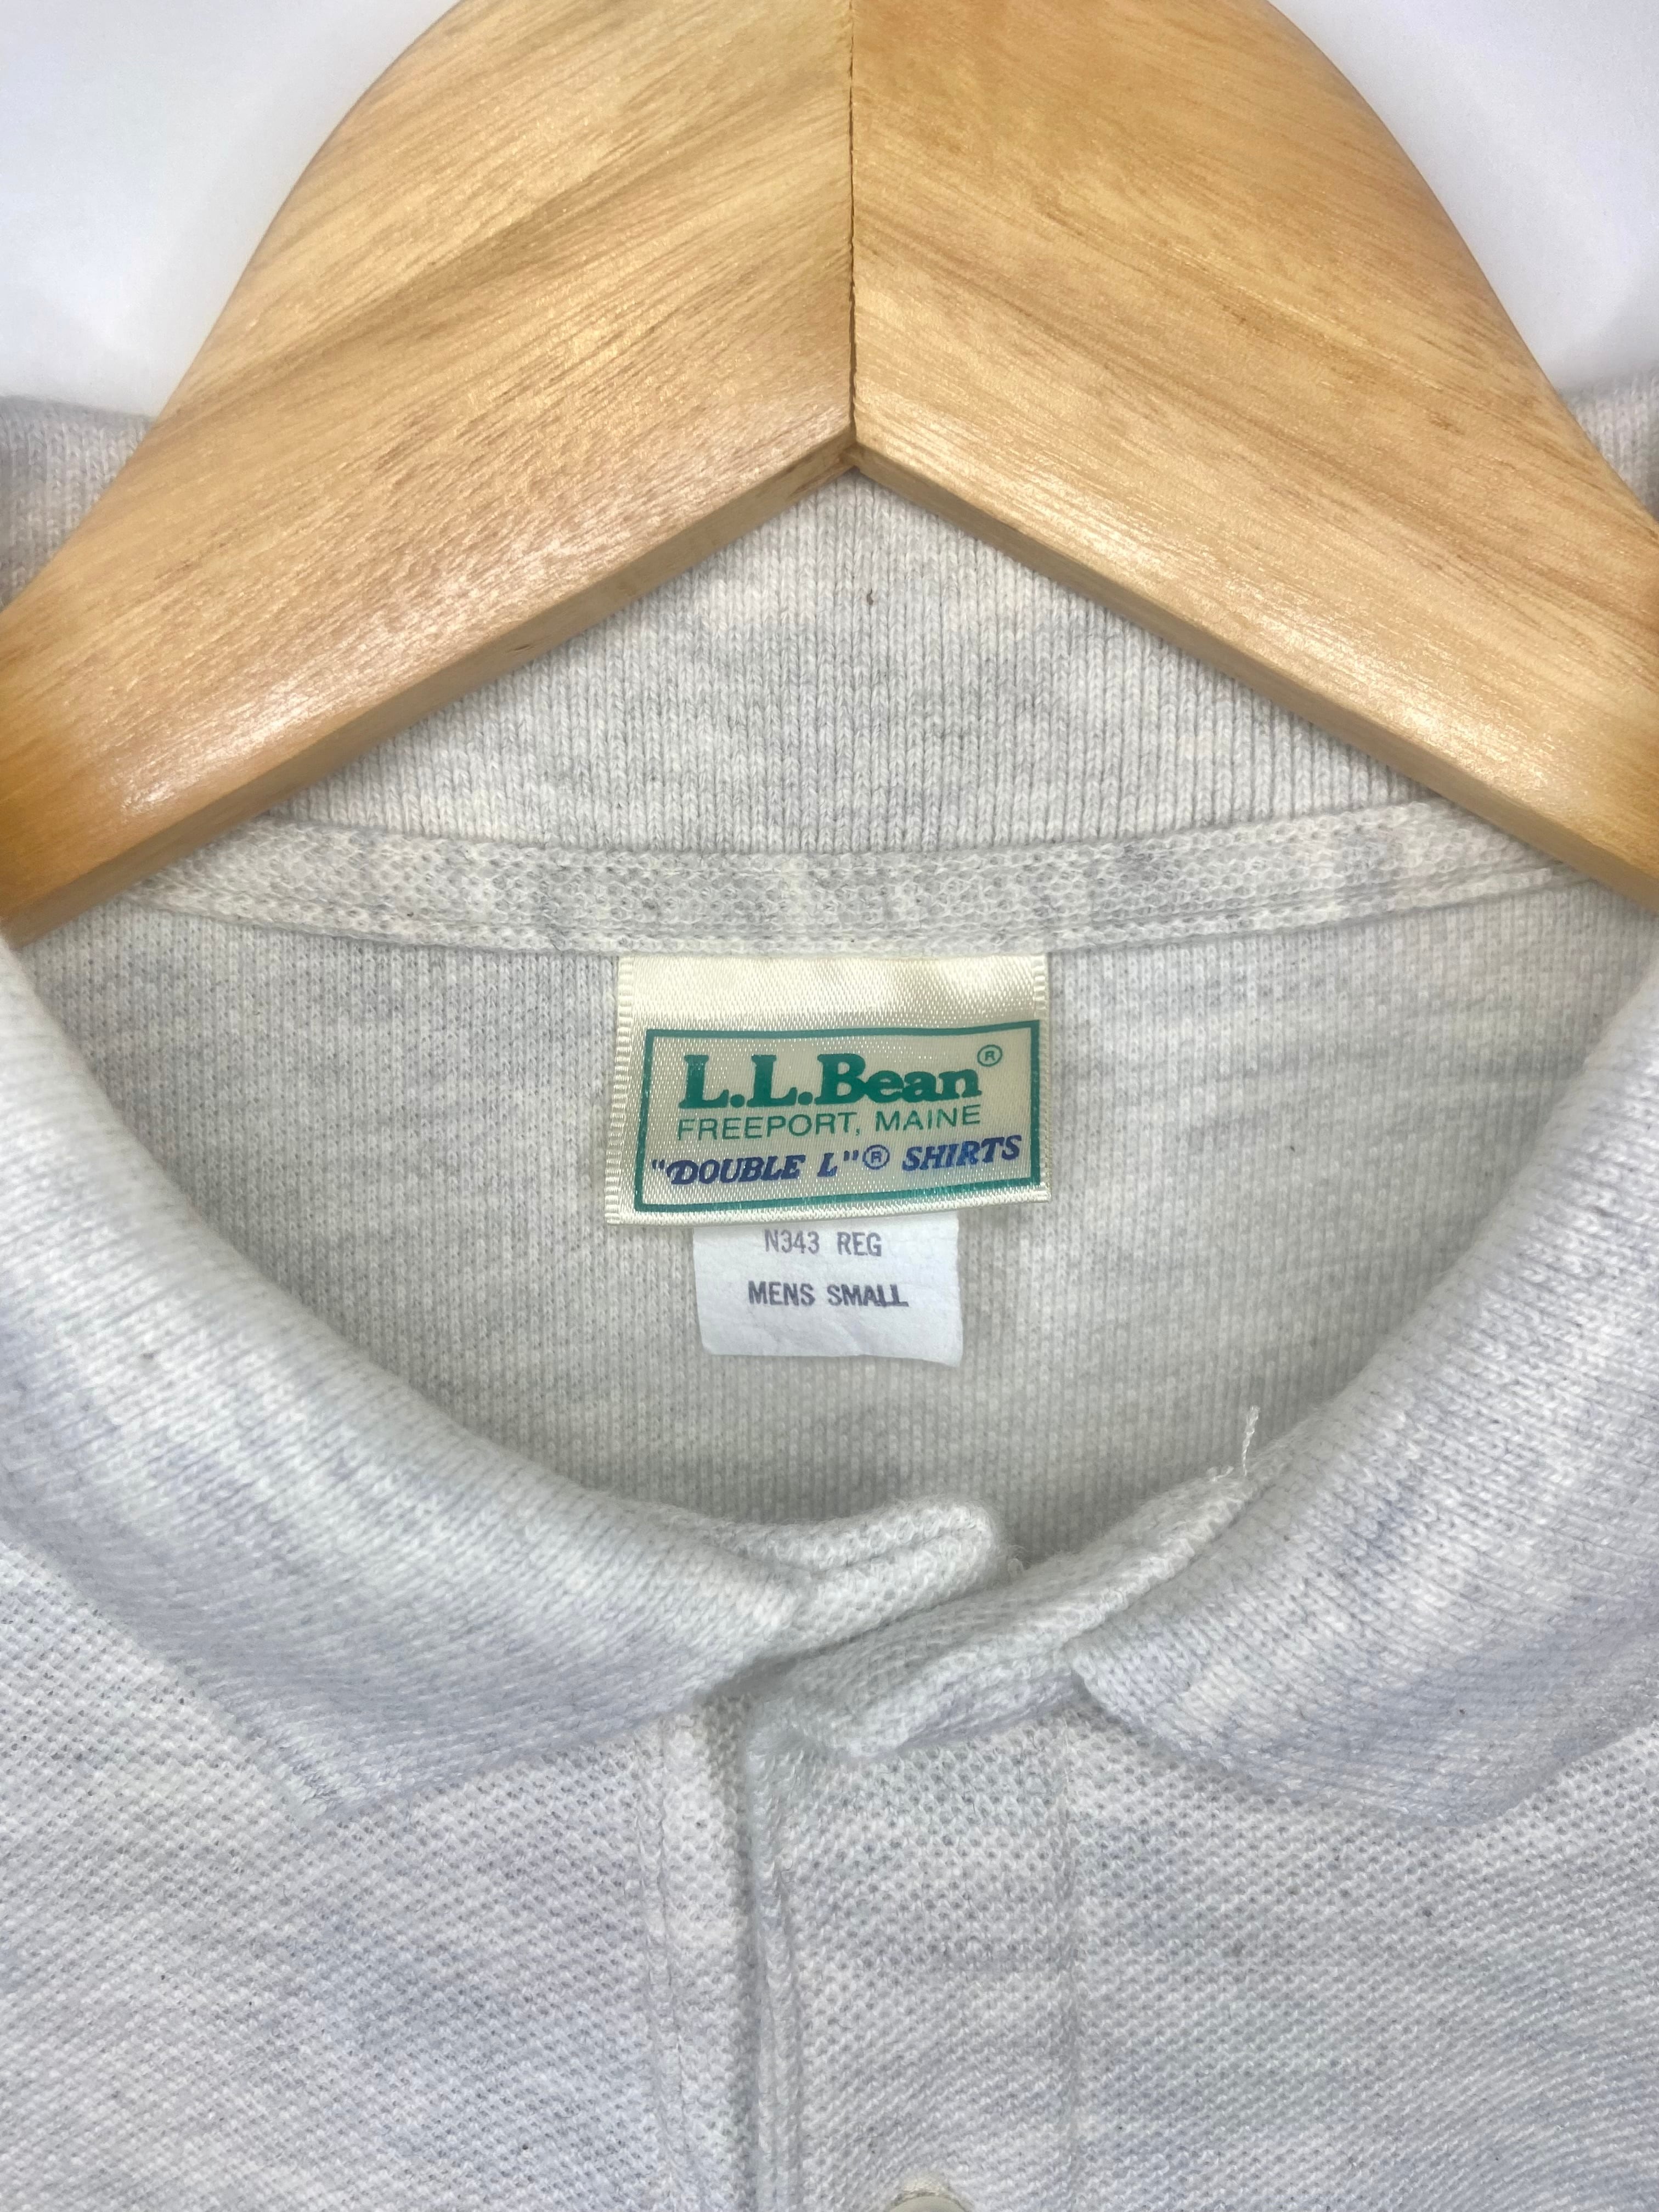 L.L.Bean®
FREEPORT, MAINE
"DOUBLE L"® SHIRTS
N343 REG
MENS SMALL